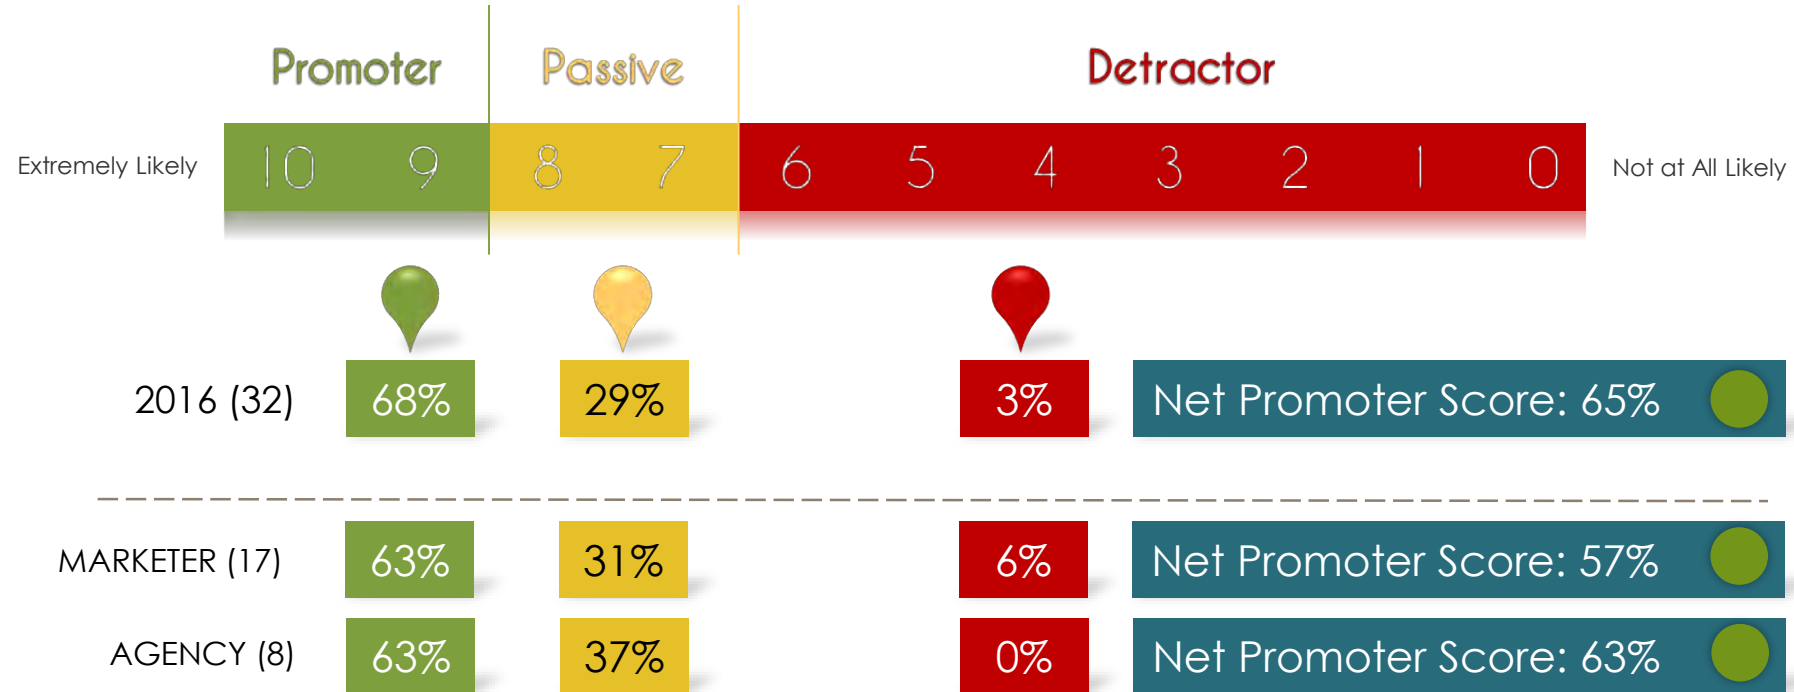 Promoter Passive Detractor
Extremely Likely 10 9 8 7 6 5 4 3 2 1 0 Not at All Likely
2016 (32) 68% 29% 3% Net Promoter Score: 65%
MARKETER (17) 63% 31% 6% Net Promoter Score: 57%
AGENCY (8) 63% 37% 0% Net Promoter Score: 63%